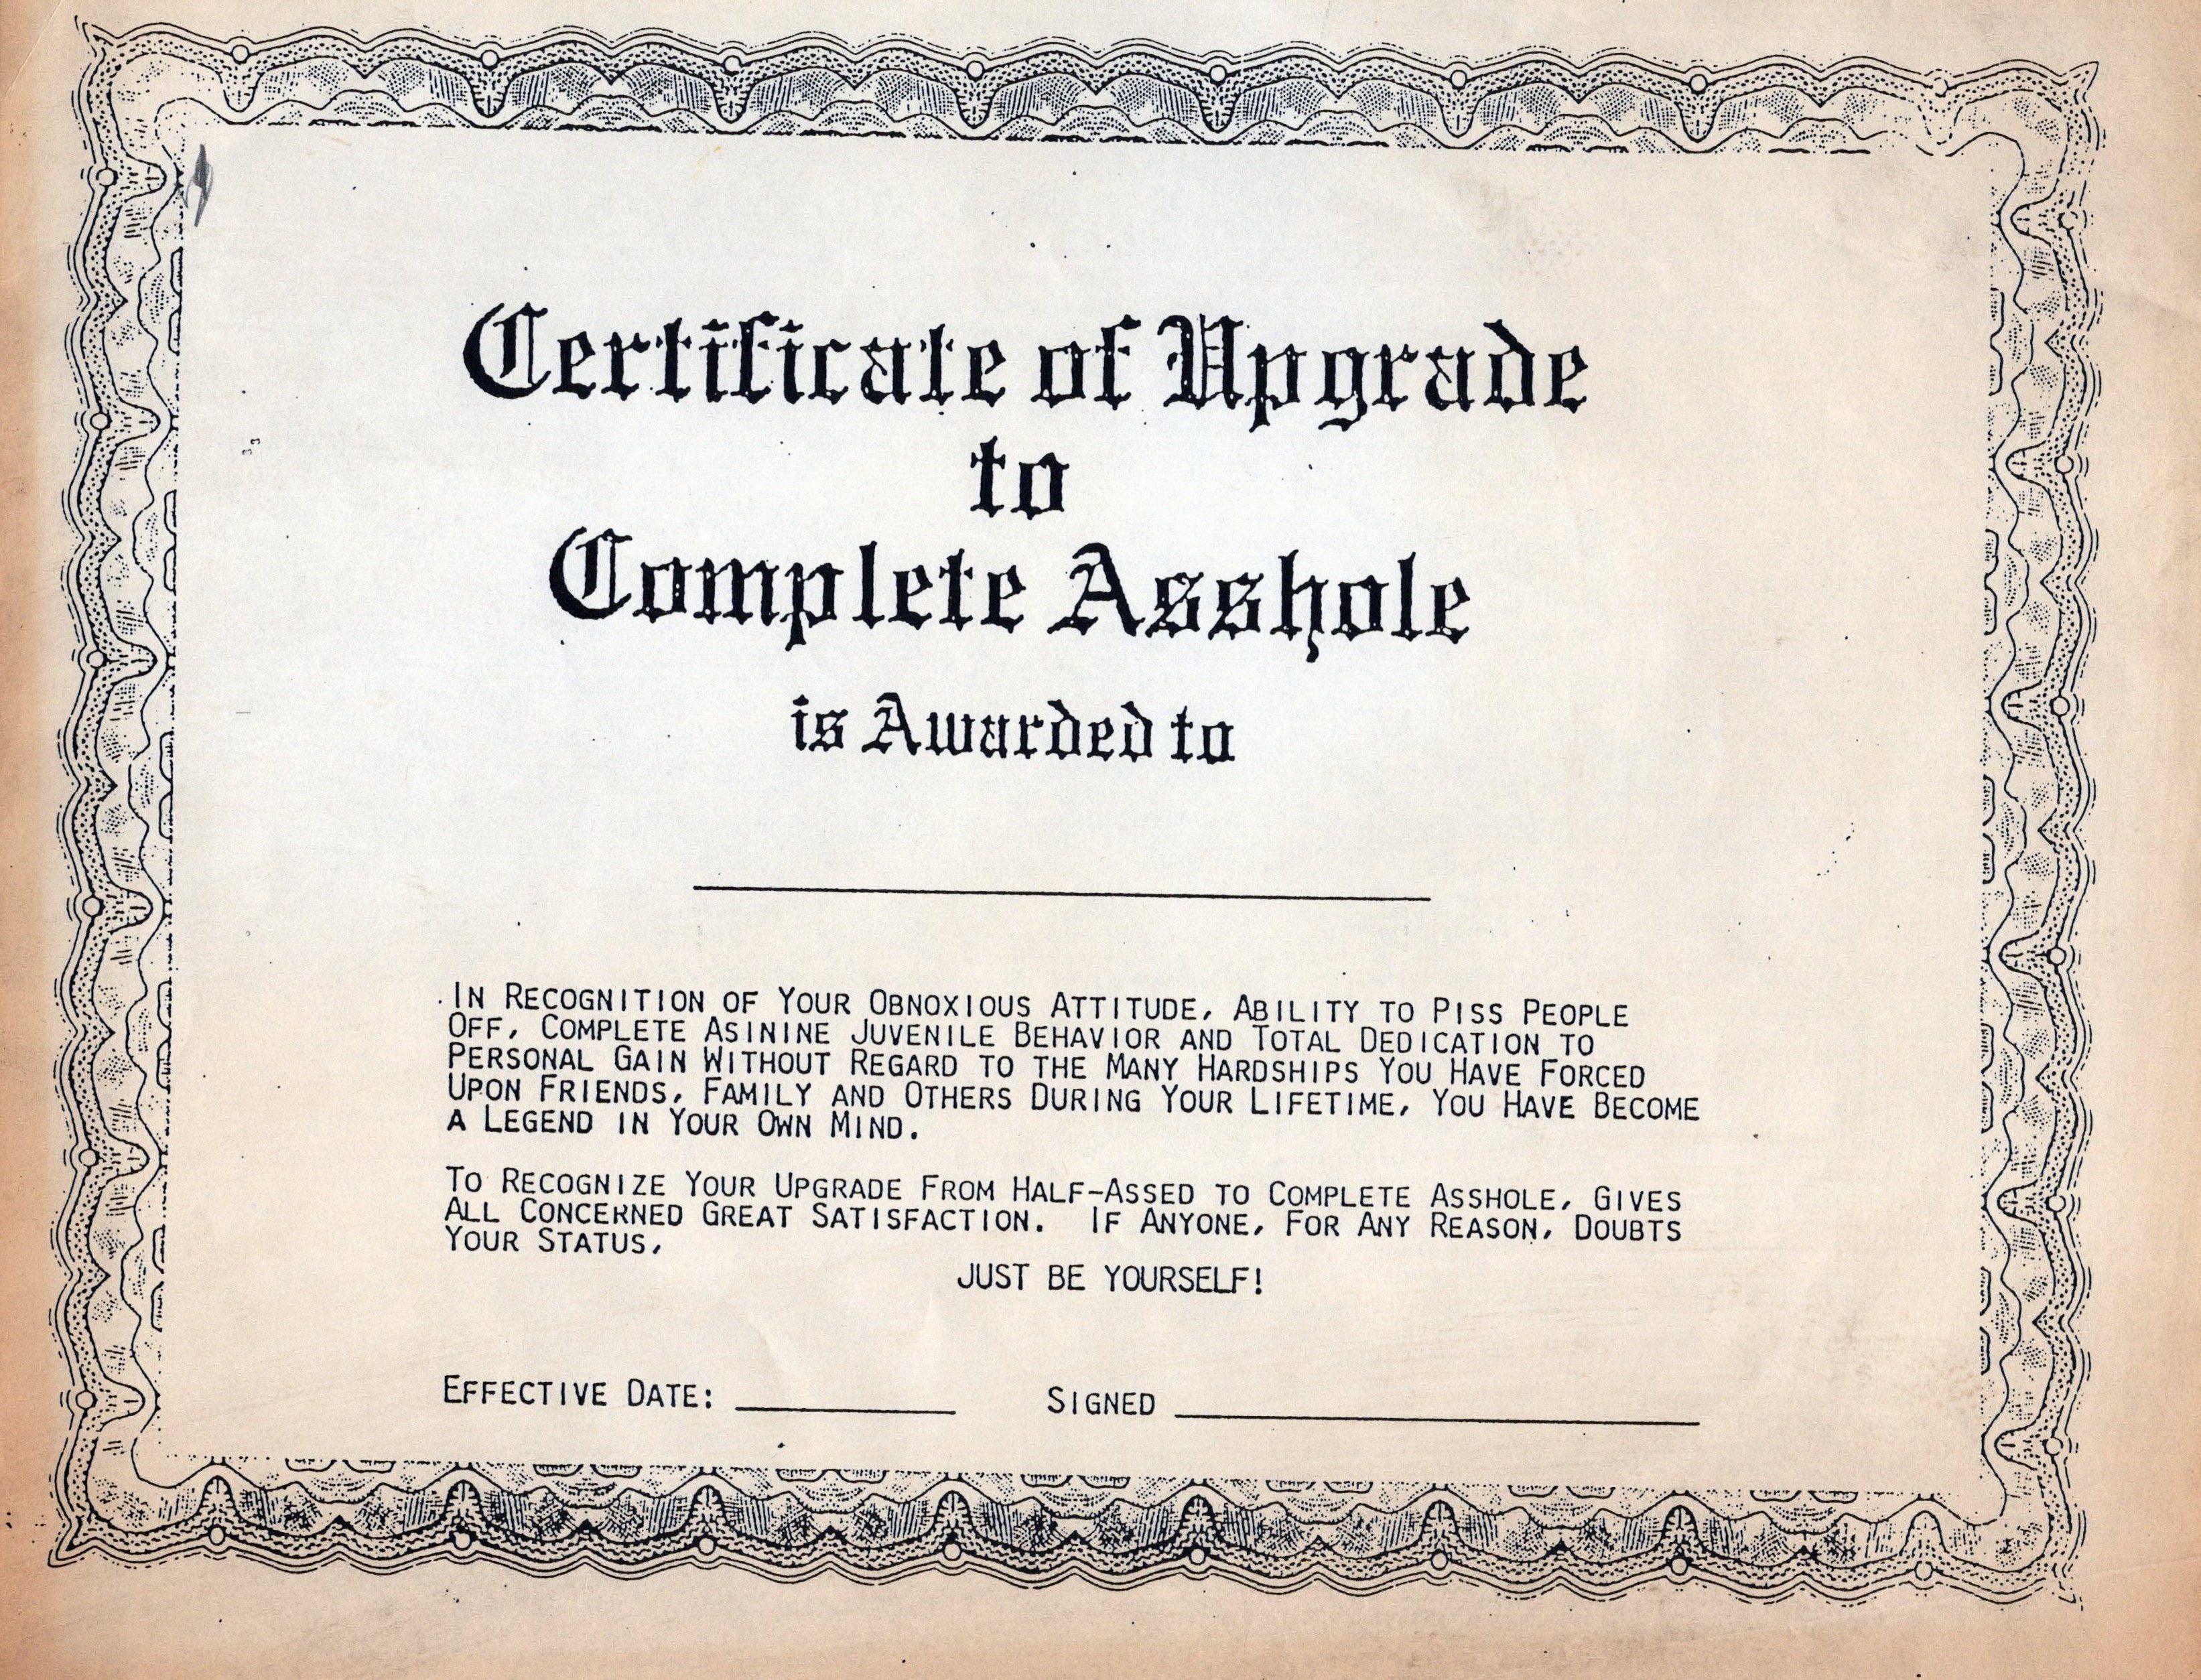 Certificate of Upgrade
to
Complete Asshole
is Awarded to
IN RECOGNITION OF YOUR OBNOXIOUS ATTITUDE, ABILITY TO PISS PEOPLE
OFF, COMPLETE ASININE JUVENILE BEHAVIOR AND TOTAL DEDICATION TO
PERSONAL GAIN WITHOUT REGARD TO THE MANY HARDSHIPS YOU HAVE FORCED
UPON FRIENDS, FAMILY AND OTHERS DURING YOUR LIFETIME, YOU HAVE BECOME
A LEGEND IN YOUR OWN MIND.
TO RECOGNIZE YOUR UPGRADE FROM HALF-ASSED TO COMPLETE ASSHOLE, GIVES
ALL CONCERNED GREAT SATISFACTION. IF ANYONE, FOR ANY REASON, DOUBTS
YOUR STATUS,
JUST BE YOURSELF!
EFFECTIVE DATE: SIGNED